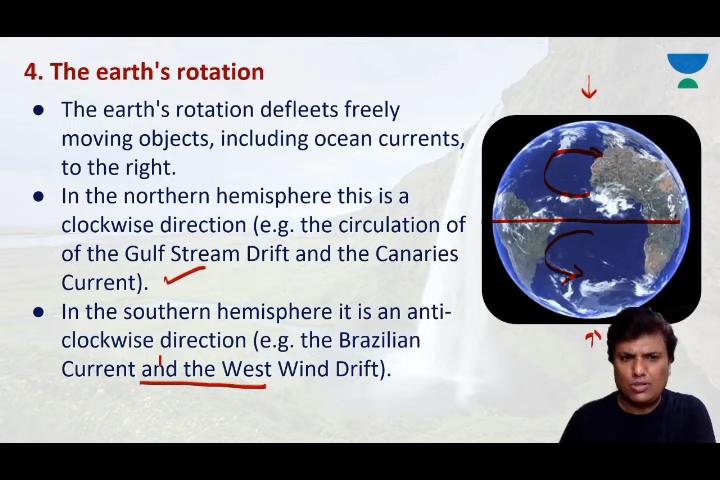 4. The earth's rotation
● The earth's rotation defleets freely
moving objects, including ocean currents,
to the right.
● In the northern hemisphere this is a
clockwise direction (e.g. the circulation of
of the Gulf Stream Drift and the Canaries
Current).
● In the southern hemisphere it is an anti-
clockwise direction (e.g. the Brazilian
Current and the West Wind Drift).